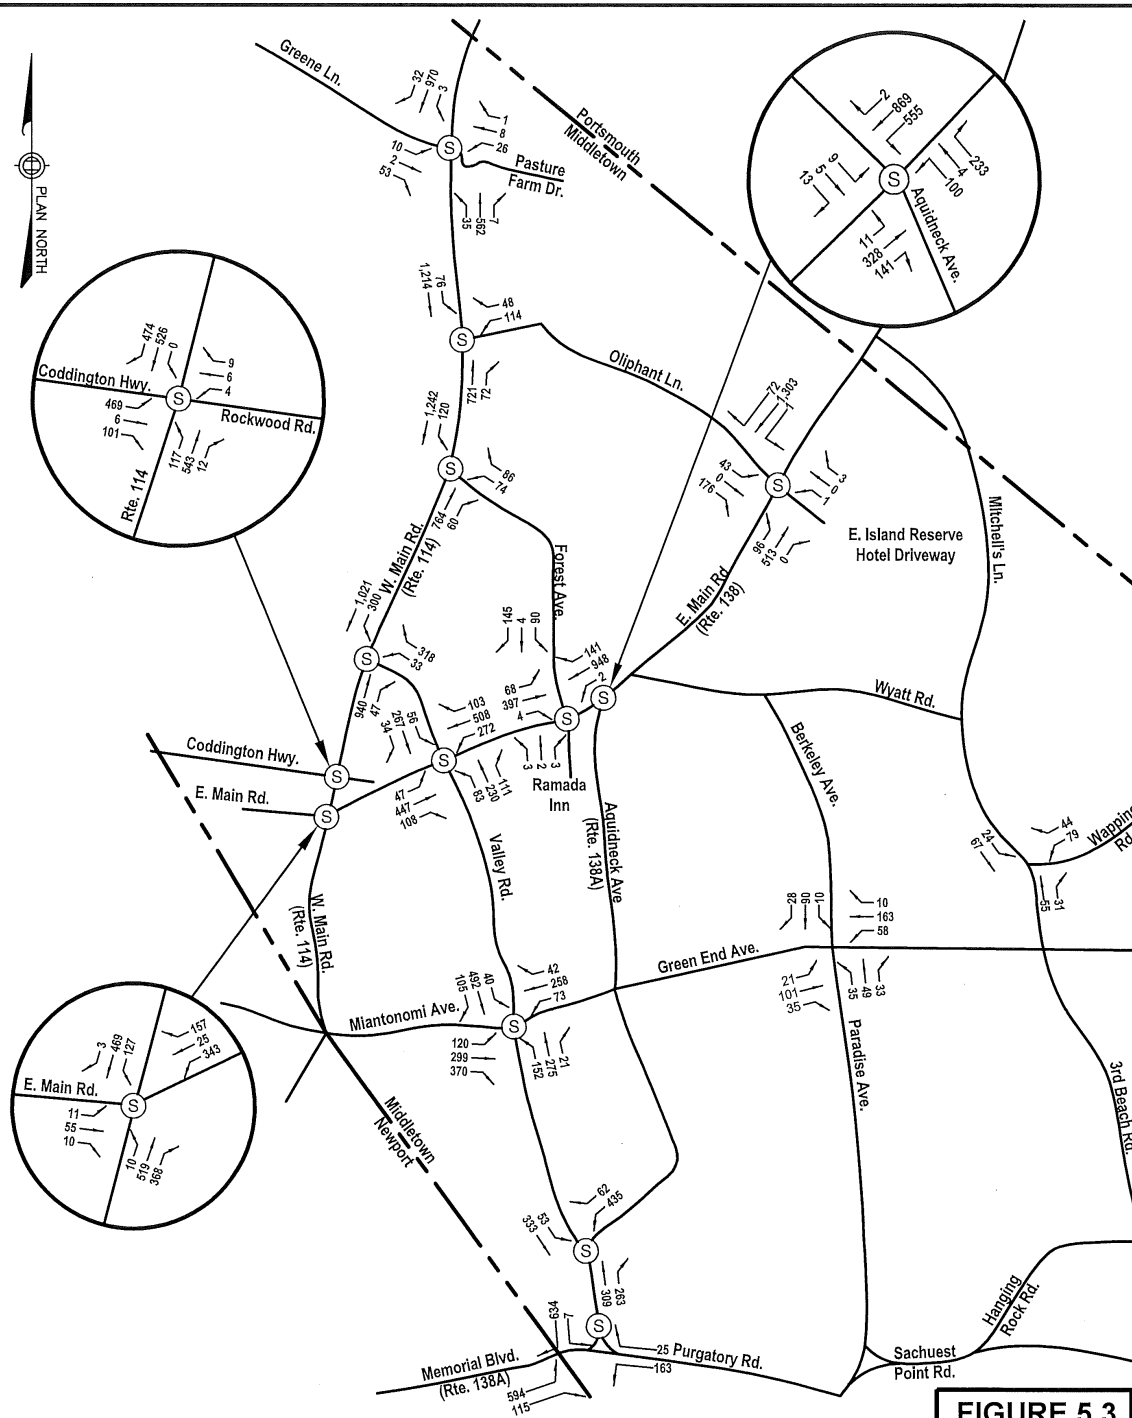 Greene Ln.
32
970
3
1
8
26
10
2
53
Pasture
Farm Dr.
35
562
7
Portsmouth
Middletown
2
869
555
9
5
13
233
4
100
11
328
141
S
Aquidneck Ave.
PLAN NORTH
1,214
76
48
114
S
S
721
72
Oliphant Ln.
474
526
0
9
6
4
Coddington Hwy.
469
6
101
S
Rockwood Rd.
117
543
12
Rte. 114
1,242
120
86
74
S
764
60
W. Main Rd.
(Rte. 114)
72
1,303
1
43
0
176
S
3
0
1
96
513
0
E. Island Reserve
Hotel Driveway
E. Main Rd
(Rte. 138)
Mitchell's Ln.
Forest Ave.
1,021
300
318
33
S
940
47
145
4
90
141
948
2
68
397
4
S
S
3
2
3
Ramada
Inn
56
267
34
103
508
272
S
47
447
108
83
230
111
Wyatt Rd.
Berkeley Ave.
Coddington Hwy.
S
E. Main Rd.
S
Valley Rd.
Aquidneck Ave
(Rte. 138A)
24
67
44
79
Wapping
Rd.
55
31
W. Main Rd.
(Rte. 114)
28
90
10
10
163
58
21
101
35
35
49
33
Green End Ave.
105
492
40
42
258
73
Miantonomi Ave.
S
120
299
370
152
275
21
Paradise Ave.
3rd Beach Rd.
3
469
127
157
25
343
E. Main Rd.
S
11
55
10
10
519
368
Middletown
Newport
333
53
62
435
S
309
263
634
7
S
25
Purgatory Rd.
163
Memorial Blvd.
(Rte. 138A)
594
115
Hanging
Rock Rd.
Sachuest
Point Rd.
FIGURE 5.3